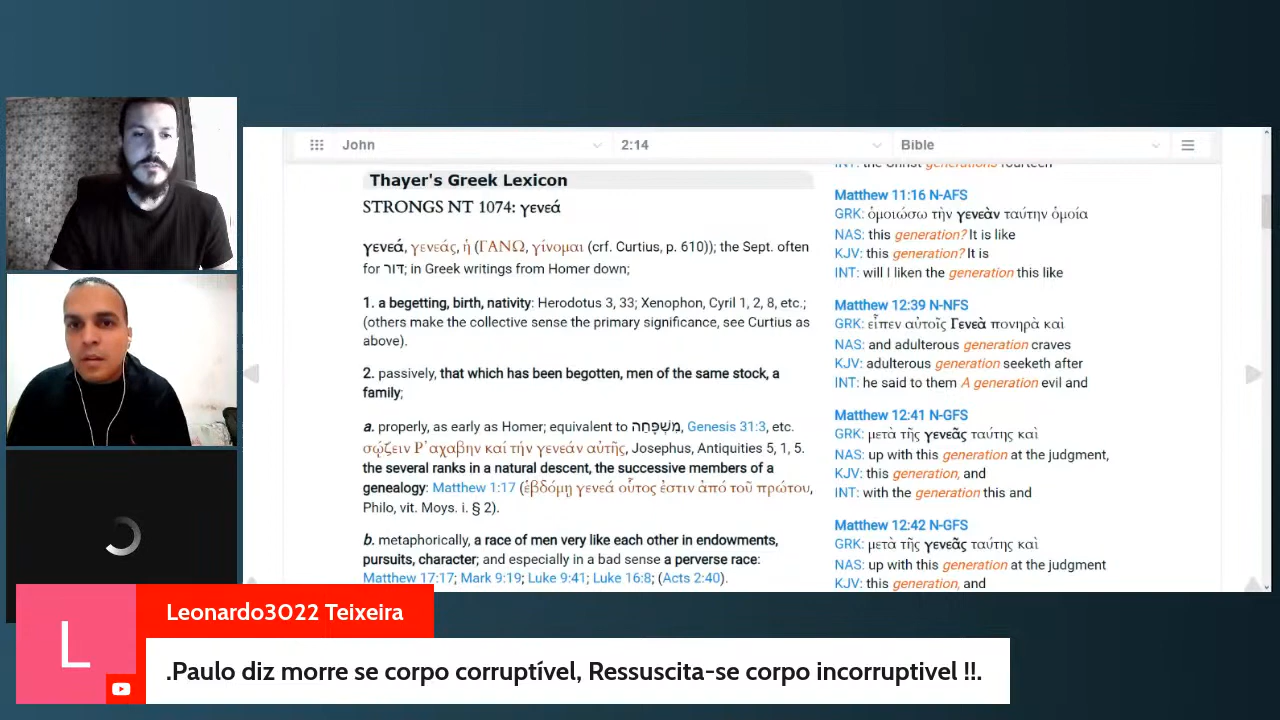 John
2:14
Bible
Thayer's Greek Lexicon
STRONGS NT 1074: γενεά
γενεά, γενεάς, ἡ (ΓΑΝΩ, γίνομαι (crf. Curtius, p. 610)); the Sept. often
for דּוֹר; in Greek writings from Homer down;
1. a begetting, birth, nativity: Herodotus 3, 33; Xenophon, Cyril 1, 2, 8, etc.;
(others make the collective sense the primary significance, see Curtius as
above).
2. passively, that which has been begotten, men of the same stock, a
family;
a. properly, as early as Homer; equivalent to מִשְׁפָּחָה, Genesis 31:3, etc.
σῴζειν Ρ᾽αχαβην καί τήν γενεάν αὐτῆς, Josephus, Antiquities 5, 1, 5.
the several ranks in a natural descent, the successive members of a
genealogy: Matthew 1:17 (ἑβδόμη γενεά οὗτος ἐστιν ἀπό τοῦ πρώτου,
Philo, vit. Moys. i. § 2).
b. metaphorically, a race of men very like each other in endowments,
pursuits, character; and especially in a bad sense a perverse race:
Matthew 17:17; Mark 9:19; Luke 9:41; Luke 16:8; (Acts 2:40).
INT: the Christ generations fourteen
Matthew 11:16 N-AFS
GRK: ὁμοιώσω τὴν γενεὰν ταύτην ὁμοία
NAS: this generation? It is like
KJV: this generation? It is
INT: will I liken the generation this like
Matthew 12:39 N-NFS
GRK: εἶπεν αὐτοῖς Γενεὰ πονηρὰ καὶ
NAS: and adulterous generation craves
KJV: adulterous generation seeketh after
INT: he said to them A generation evil and
Matthew 12:41 N-GFS
GRK: μετὰ τῆς γενεᾶς ταύτης καὶ
NAS: up with this generation at the judgment,
KJV: this generation, and
INT: with the generation this and
Matthew 12:42 N-GFS
GRK: μετὰ τῆς γενεᾶς ταύτης καὶ
NAS: up with this generation at the judgment
KJV: this generation, and
L
Leonardo3022 Teixeira
.Paulo diz morre se corpo corruptível, Ressuscita-se corpo incorruptivel !!.